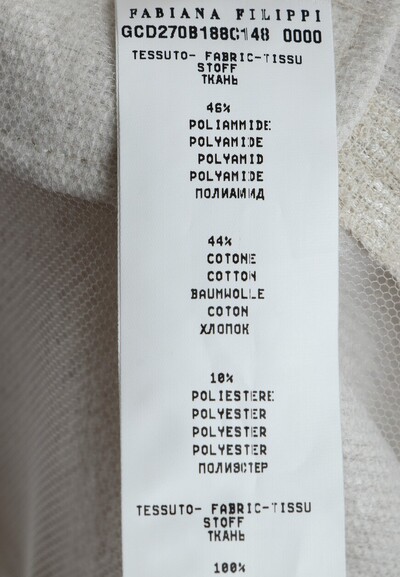 FABIANA FILIPPI
GCD270B188G148 0000
TESSUTO- FABRIC-TISSU
STOFF
ТКАНЬ
46%
POLIAMMIDE
POLYAMIDE
POLYAMID
POLYAMIDE
ПОЛИАМИД
44%
COTONE
COTTON
BAUMWOLLE
COTON
ХЛОПОК
10%
POLIESTERE
POLYESTER
POLYESTER
POLYESTER
ПОЛИЭСТЕР
TESSUTO- FABRIC-TISSU
STOFF
ТКАНЬ
100%